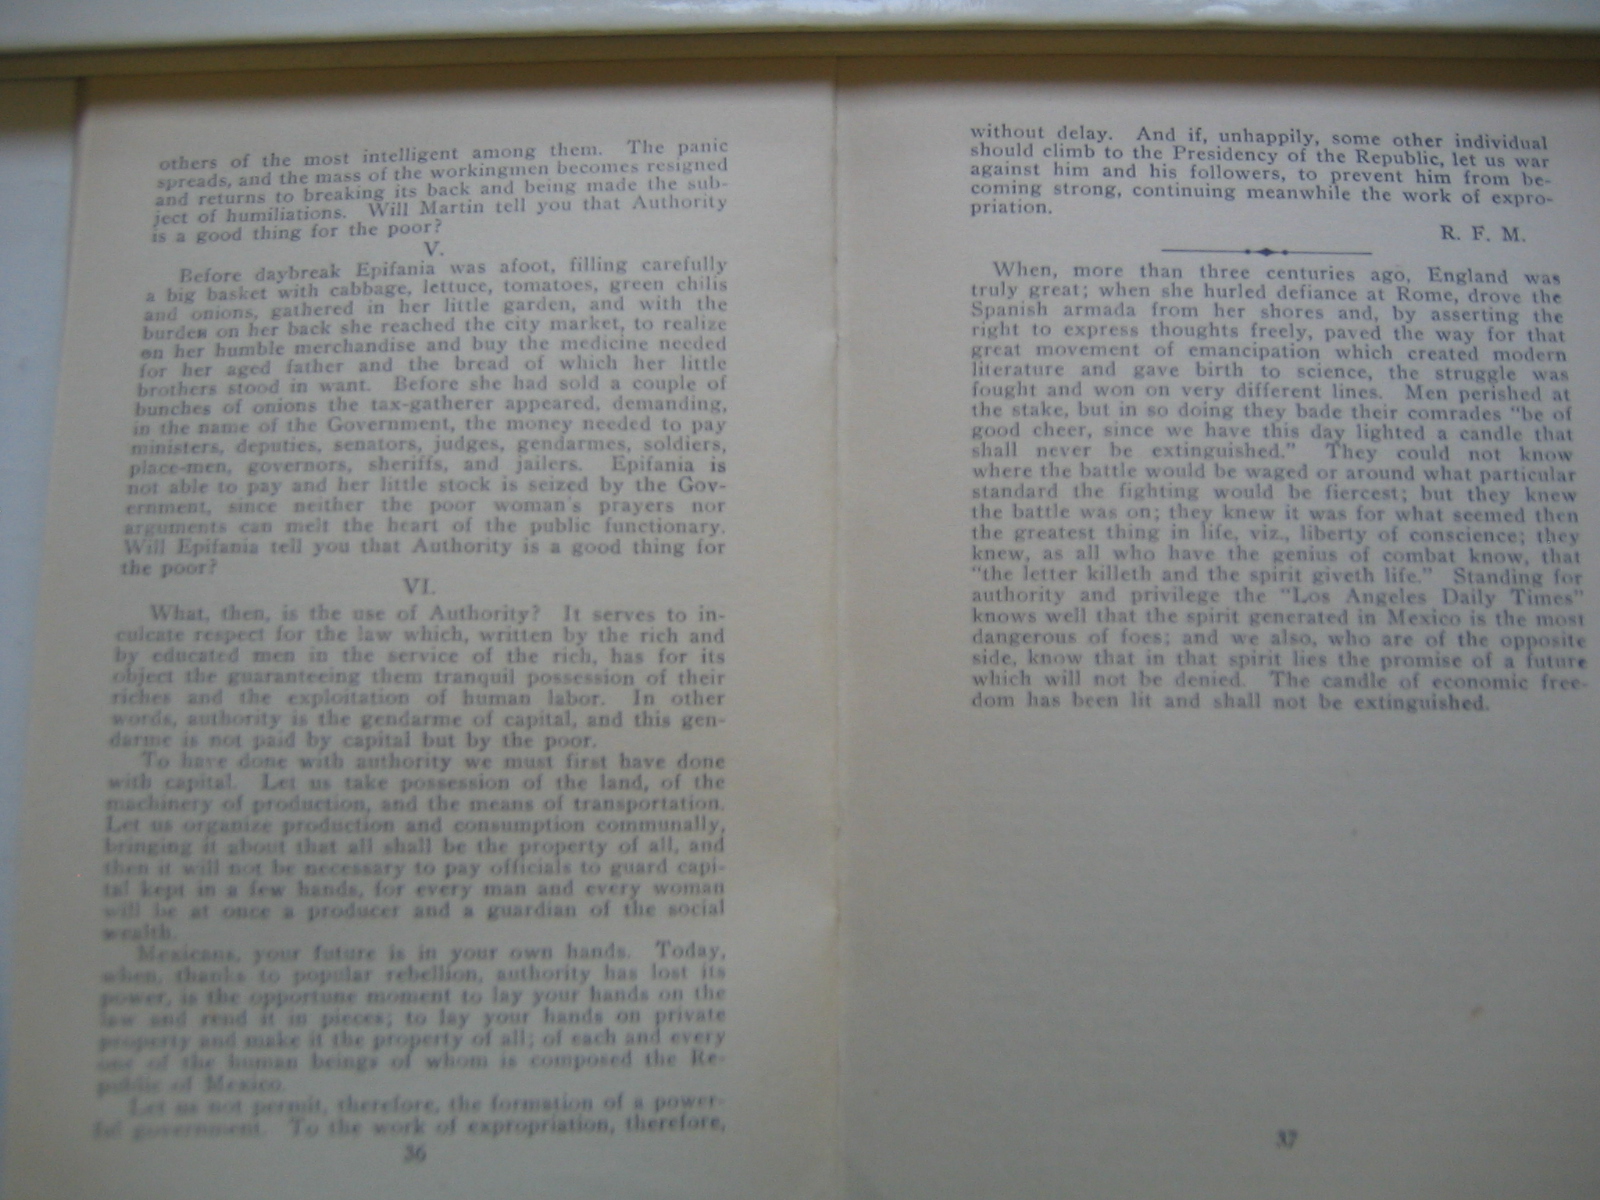 others of the most intelligent among them. The panic
spreads, and the mass of the workingmen becomes resigned
and returns to breaking its back and being made the sub-
ject of humiliations. Will Martin tell you that Authority
is a good thing for the poor?
V.
Before daybreak Epifania was afoot, filling carefully
a big basket with cabbage, lettuce, tomatoes, green chilis
and onions, gathered in her little garden, and with the
burden on her back she reached the city market, to realize
on her humble merchandise and buy the medicine needed
for her aged father and the bread of which her little
brothers stood in want. Before she had sold a couple of
bunches of onions the tax-gatherer appeared, demanding,
in the name of the Government, the money needed to pay
ministers, deputies, senators, judges, gendarmes, soldiers,
place-men, governors, sheriffs, and jailers. Epifania is
not able to pay and her little stock is seized by the Gov-
ernment, since neither the poor woman's prayers nor
arguments can melt the heart of the public functionary.
Will Epifania tell you that Authority is a good thing for
the poor?
VI.
What, then, is the use of Authority? It serves to in-
culcate respect for the law which, written by the rich and
by educated men in the service of the rich, has for its
object the guaranteeing them tranquil possession of their
riches and the exploitation of human labor. In other
words, authority is the gendarme of capital, and this gen-
darme is not paid by capital but by the poor.
To have done with authority we must first have done
with capital. Let us take possession of the land, of the
machinery of production, and the means of transportation.
Let us organize production and consumption communally,
bringing it about that all shall be the property of all, and
then it will not be necessary to pay officials to guard capi-
tal kept in a few hands, for every man and every woman
will be at once a producer and a guardian of the social
wealth.
Mexicans, your future is in your own hands. Today,
when, thanks to popular rebellion, authority has lost its
power, is the opportune moment to lay your hands on the
law and rend it in pieces; to lay your hands on private
property and make it the property of all; of each and every
one of the human beings of whom is composed the Re-
public of Mexico.
Let us not permit, therefore, the formation of a power-
ful government. To the work of expropriation, therefore,
36
without delay. And if, unhappily, some other individual
should climb to the Presidency of the Republic, let us war
against him and his followers, to prevent him from be-
coming strong, continuing meanwhile the work of expro-
priation.
R. F. M.
When, more than three centuries ago, England was
truly great; when she hurled defiance at Rome, drove the
Spanish armada from her shores and, by asserting the
right to express thoughts freely, paved the way for that
great movement of emancipation which created modern
literature and gave birth to science, the struggle was
fought and won on very different lines. Men perished at
the stake, but in so doing they bade their comrades "be of
good cheer, since we have this day lighted a candle that
shall never be extinguished." They could not know
where the battle would be waged or around what particular
standard the fighting would be fiercest; but they knew
the battle was on; they knew it was for what seemed then
the greatest thing in life, viz., liberty of conscience; they
knew, as all who have the genius of combat know, that
"the letter killeth and the spirit giveth life." Standing for
authority and privilege the "Los Angeles Daily Times"
knows well that the spirit generated in Mexico is the most
dangerous of foes; and we also, who are of the opposite
side, know that in that spirit lies the promise of a future
which will not be denied. The candle of economic free-
dom has been lit and shall not be extinguished.
37